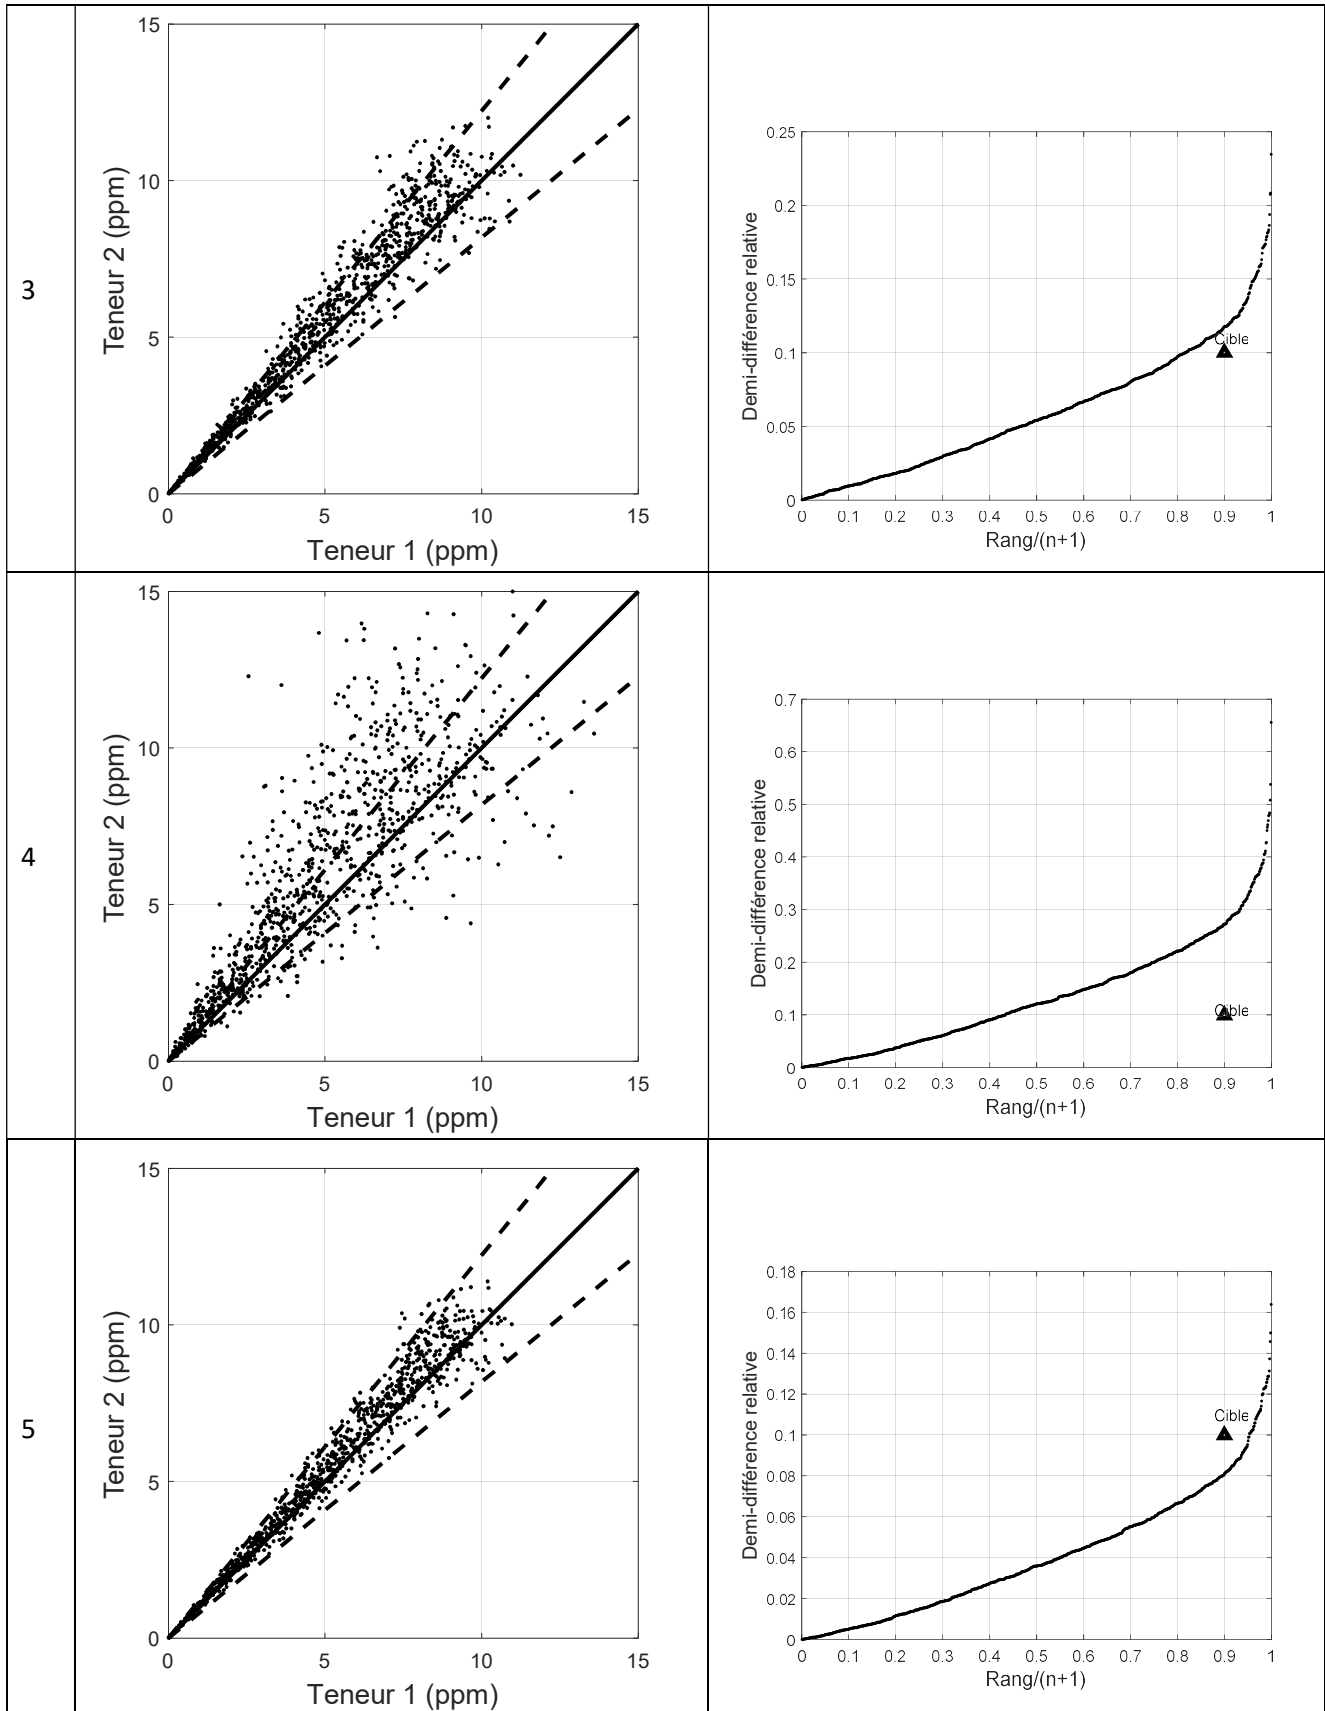 3
15
10
5
0
0 5 10 15
Teneur 2 (ppm)
Teneur 1 (ppm)
0.25
0.2
0.15
0.1
0.05
0
0 0.1 0.2 0.3 0.4 0.5 0.6 0.7 0.8 0.9 1
Demi-différence relative
Rang/(n+1)
Cible
4
15
10
5
0
0 5 10 15
Teneur 2 (ppm)
Teneur 1 (ppm)
0.7
0.6
0.5
0.4
0.3
0.2
0.1
0
0 0.1 0.2 0.3 0.4 0.5 0.6 0.7 0.8 0.9 1
Demi-différence relative
Rang/(n+1)
Cible
5
15
10
5
0
0 5 10 15
Teneur 2 (ppm)
Teneur 1 (ppm)
0.18
0.16
0.14
0.12
0.1
0.08
0.06
0.04
0.02
0
0 0.1 0.2 0.3 0.4 0.5 0.6 0.7 0.8 0.9 1
Demi-différence relative
Rang/(n+1)
Cible